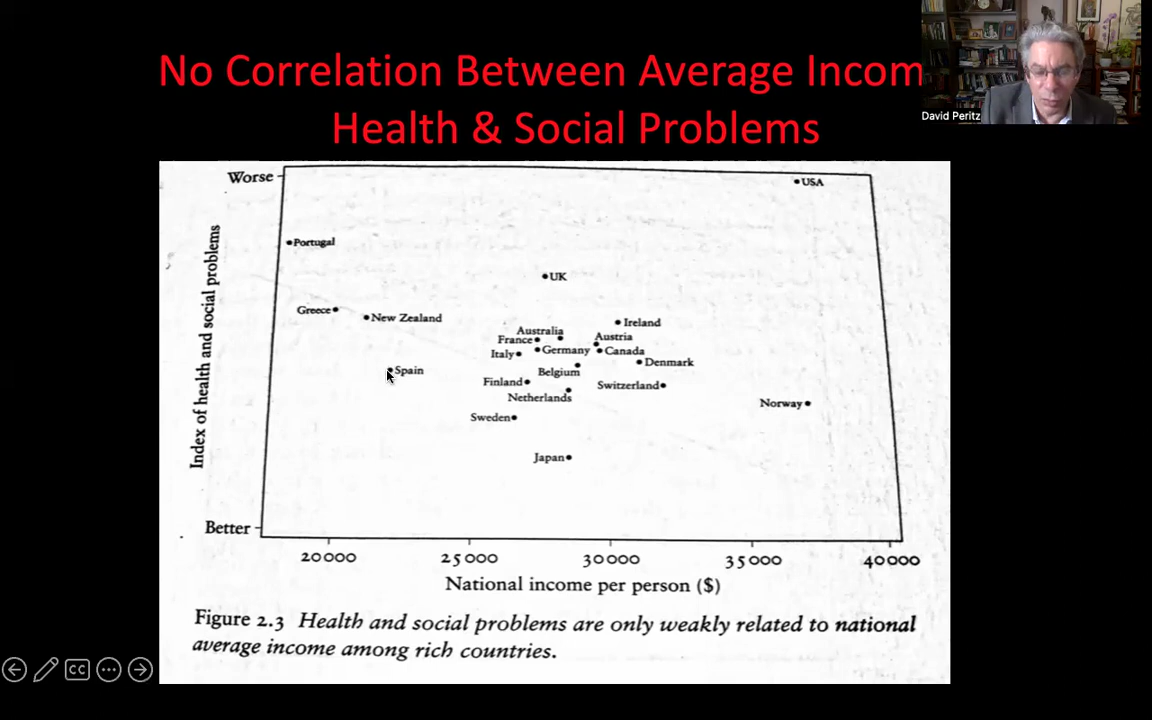 No Correlation Between Average Incom
Health & Social Problems
David Peritz
Worse
USA
Portugal
UK
Greece
New Zealand
Ireland
Australia
Austria
France
Italy
Germany
Canada
Belgium
Denmark
Spain
Finland
Switzerland
Netherlands
Norway
Sweden
Japan
Index of health and social problems
Better
20000
25000
30000
35000
40000
National income per person ($)
Figure 2.3 Health and social problems are only weakly related to national
average income among rich countries.
CC